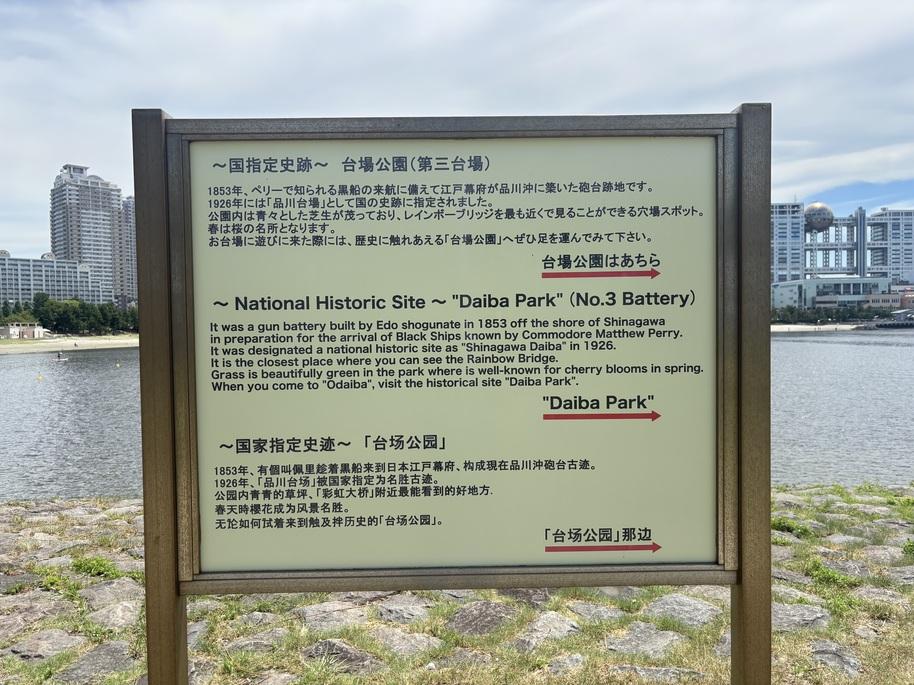 ～国指定史跡～　台場公園（第三台場）
1853年、ペリーで知られる黒船の来航に備えて江戸幕府が品川沖に築いた砲台跡地です。
1926年には「品川台場」として国の史跡に指定されました。
公園内は青々とした芝生が茂っており、レインボーブリッジを最も近くで見ることができる穴場スポット。
春は桜の名所となります。
お台場に遊びに来た際には、歴史に触れあえる「台場公園」へぜひ足を運んでみて下さい。
台場公園はあちら
～ National Historic Site ～ "Daiba Park" (No.3 Battery)
It was a gun battery built by Edo shogunate in 1853 off the shore of Shinagawa
in preparation for the arrival of Black Ships known by Commodore Matthew Perry.
It was designated a national historic site as "Shinagawa Daiba" in 1926.
It is the closest place where you can see the Rainbow Bridge.
Grass is beautifully green in the park where is well-known for cherry blooms in spring.
When you come to "Odaiba", visit the historical site "Daiba Park".
"Daiba Park"
～国家指定史迹～　「台场公园」
1853年、有個叫佩里趁着黒船来到日本江戸幕府、构成現在品川沖砲台古迹。
1926年、「品川台场」被国家指定为名胜古迹。
公园内青青的草坪、「彩虹大桥」附近最能看到的好地方.
春天時櫻花成为风景名胜。
无论如何试着来到触及拌历史的「台场公园」。
「台场公园」那边